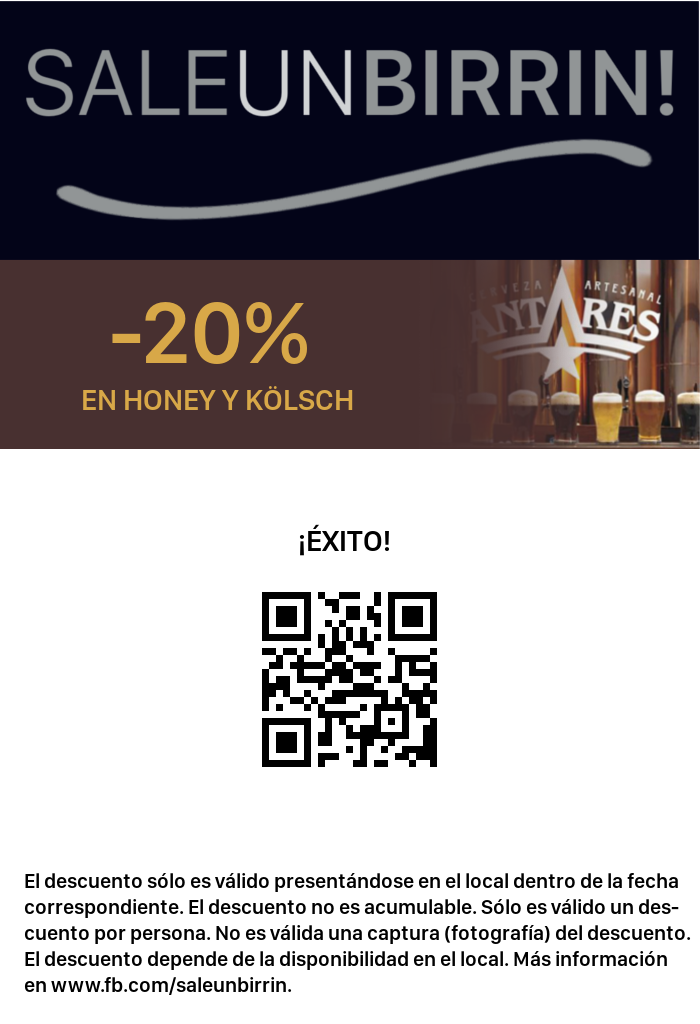 SALEUNBIRRIN!
CERVEZA ARTESANAL
ANTARES
-20%
EN HONEY Y KÖLSCH
¡ÉXITO!
El descuento sólo es válido presentándose en el local dentro de la fecha
correspondiente. El descuento no es acumulable. Sólo es válido un des-
cuento por persona. No es válida una captura (fotografía) del descuento.
El descuento depende de la disponibilidad en el local. Más información
en www.fb.com/saleunbirrin.